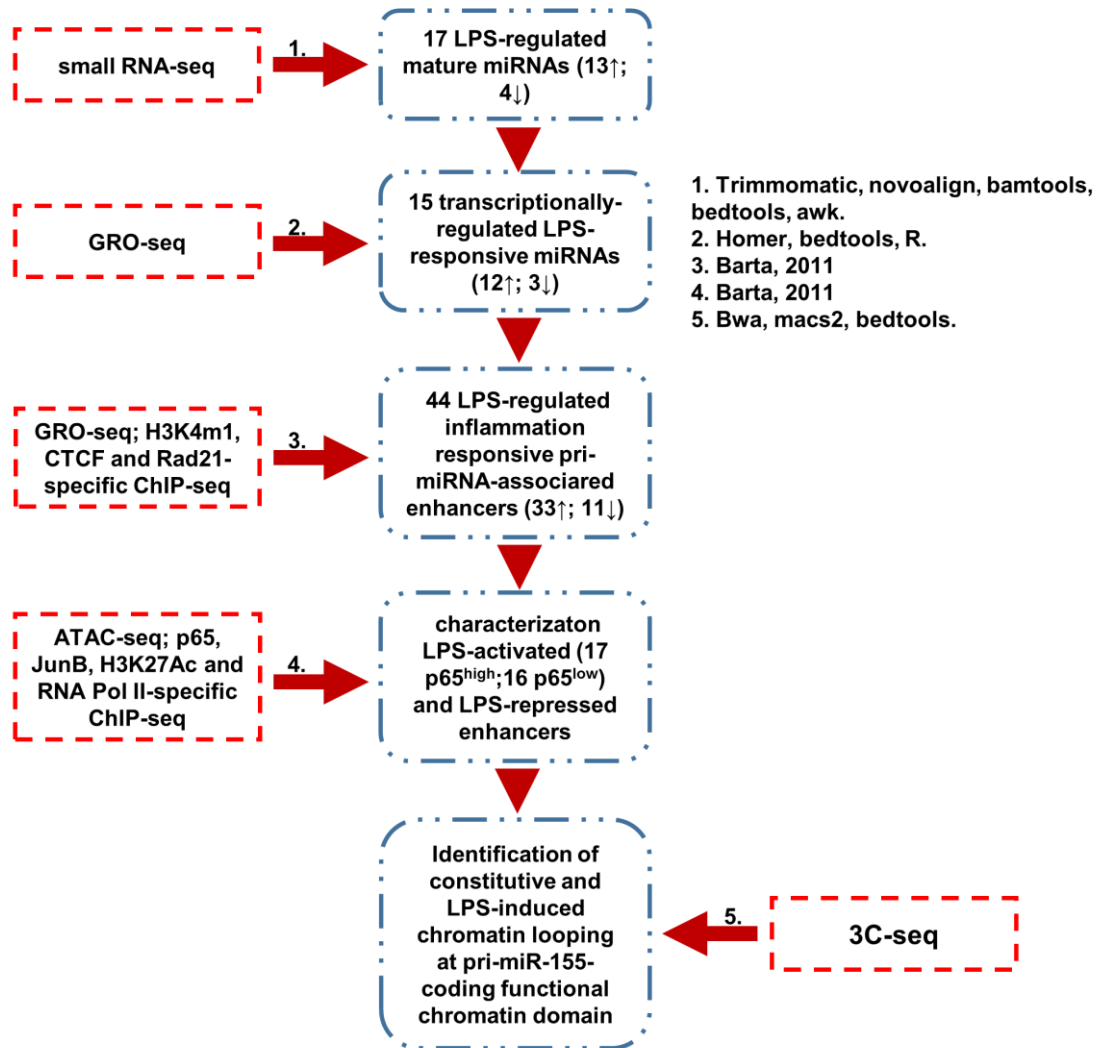 small RNA-seq
1.
17 LPS-regulated
mature miRNAs (13↑;
4↓)
GRO-seq
2.
15 transcriptionally-
regulated LPS-
responsive miRNAs
(12↑; 3↓)
1. Trimmomatic, novoalign, bamtools,
bedtools, awk.
2. Homer, bedtools, R.
3. Barta, 2011
4. Barta, 2011
5. Bwa, macs2, bedtools.
GRO-seq; H3K4m1,
CTCF and Rad21-
specific ChIP-seq
3.
44 LPS-regulated
inflammation
responsive pri-
miRNA-associared
enhancers (33↑; 11↓)
ATAC-seq; p65,
JunB, H3K27Ac and
RNA Pol II-specific
ChIP-seq
4.
characterizaton
LPS-activated (17
p65high;16 p65low)
and LPS-repressed
enhancers
Identification of
constitutive and
LPS-induced
chromatin looping
at pri-miR-155-
coding functional
chromatin domain
5.
3C-seq